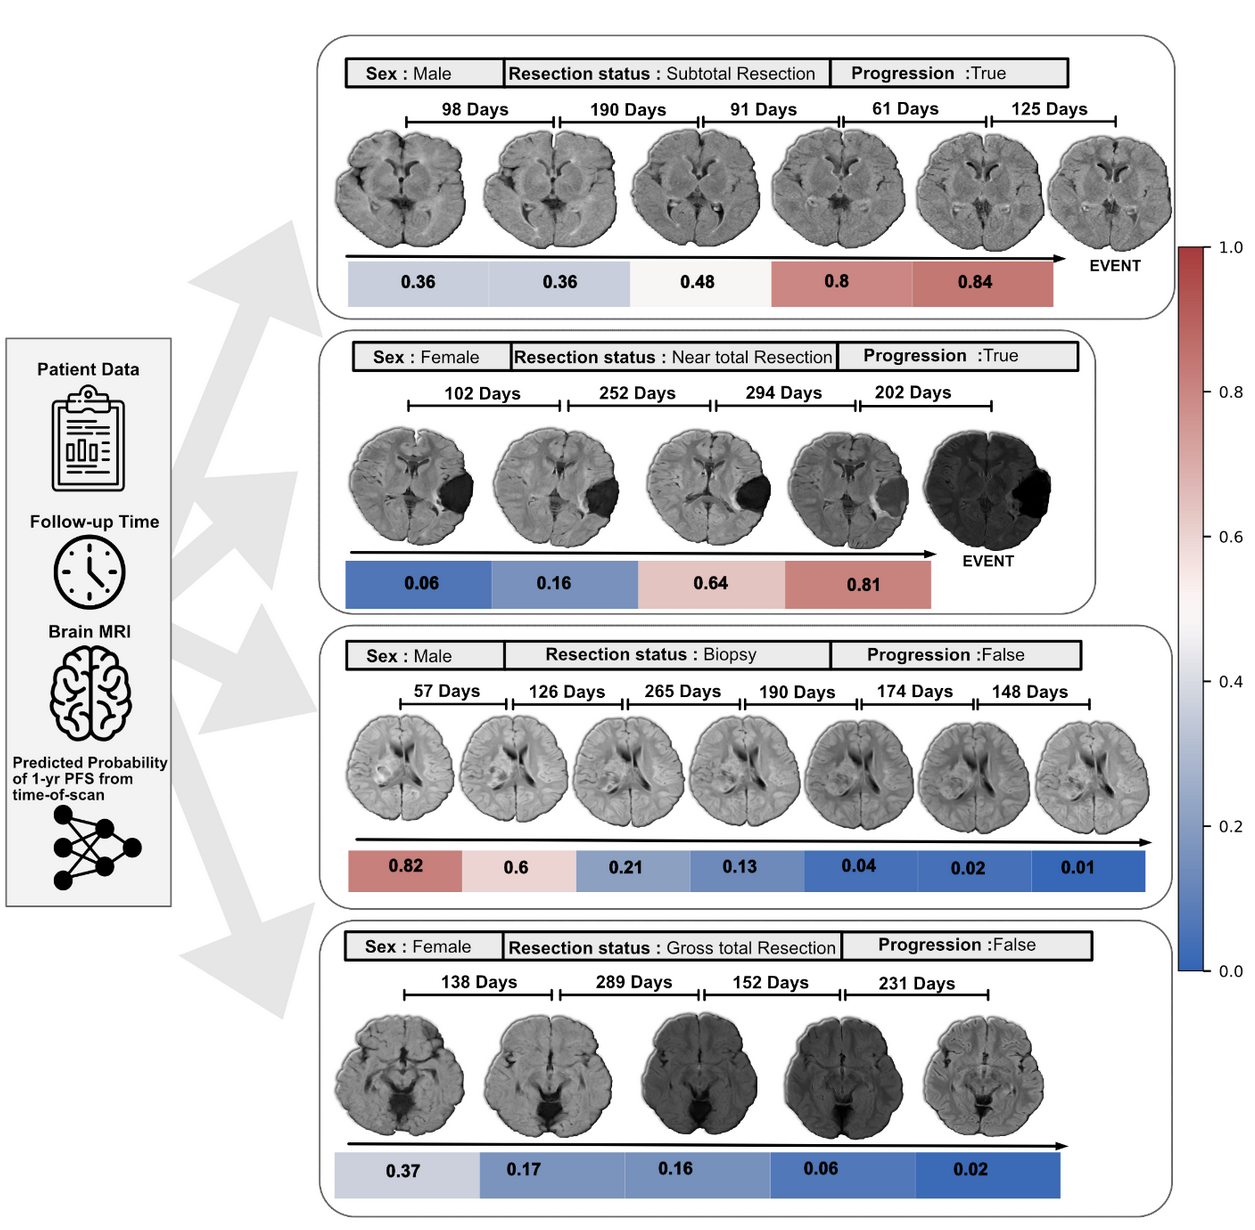 Patient Data
Follow-up Time
Brain MRI
Predicted Probability
of 1-yr PFS from
time-of-scan
Sex : Male
Resection status : Subtotal Resection
Progression :True
98 Days
190 Days
91 Days
61 Days
125 Days
EVENT
0.36
0.36
0.48
0.8
0.84
Sex : Female
Resection status : Near total Resection
Progression :True
102 Days
252 Days
294 Days
202 Days
EVENT
0.06
0.16
0.64
0.81
Sex : Male
Resection status : Biopsy
Progression :False
57 Days
126 Days
265 Days
190 Days
174 Days
148 Days
0.82
0.6
0.21
0.13
0.04
0.02
0.01
Sex : Female
Resection status : Gross total Resection
Progression :False
138 Days
289 Days
152 Days
231 Days
0.37
0.17
0.16
0.06
0.02
1.0
0.8
0.6
0.4
0.2
0.0